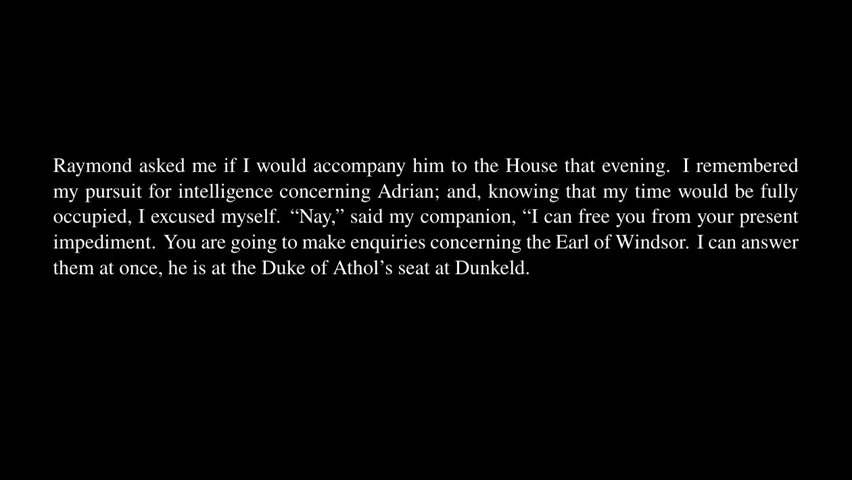 Raymond asked me if I would accompany him to the House that evening. I remembered
my pursuit for intelligence concerning Adrian; and, knowing that my time would be fully
occupied, I excused myself. “Nay,” said my companion, “I can free you from your present
impediment. You are going to make enquiries concerning the Earl of Windsor. I can answer
them at once, he is at the Duke of Athol’s seat at Dunkeld.